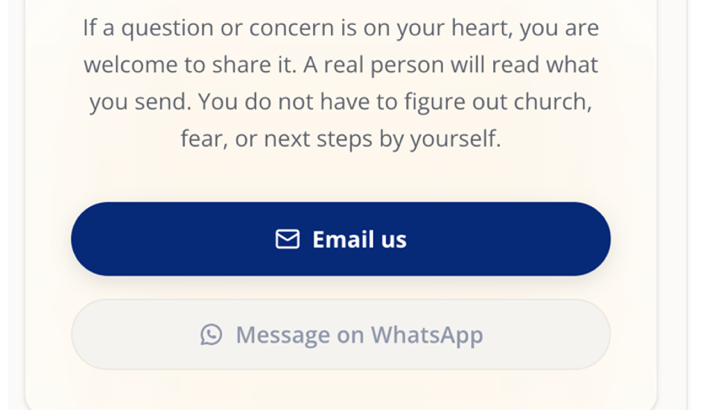 If a question or concern is on your heart, you are
welcome to share it. A real person will read what
you send. You do not have to figure out church,
fear, or next steps by yourself.
Email us
Message on WhatsApp